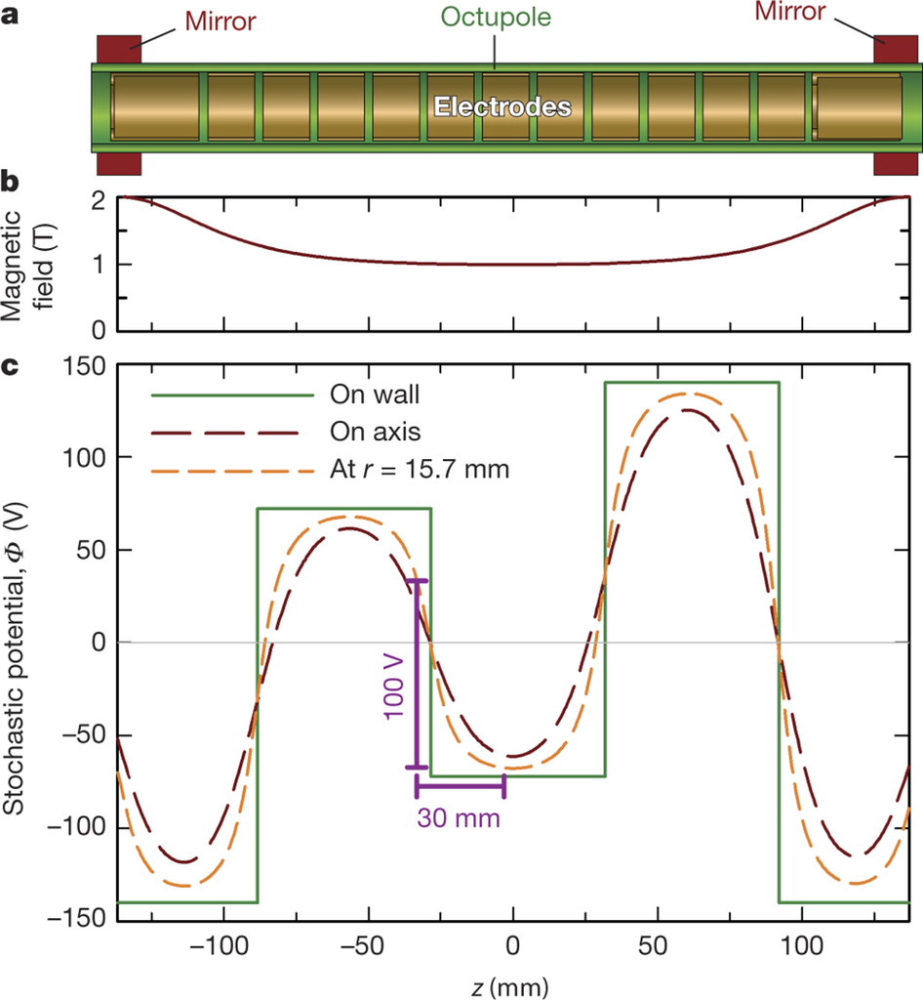 a
Mirror
Octupole
Mirror
Electrodes
b
Magnetic
field (T)
2
1
0
c
Stochastic potential, Φ (V)
150
100
50
0
−50
−100
−150
On wall
On axis
At r = 15.7 mm
100 V
30 mm
−100
−50
0
50
100
z (mm)